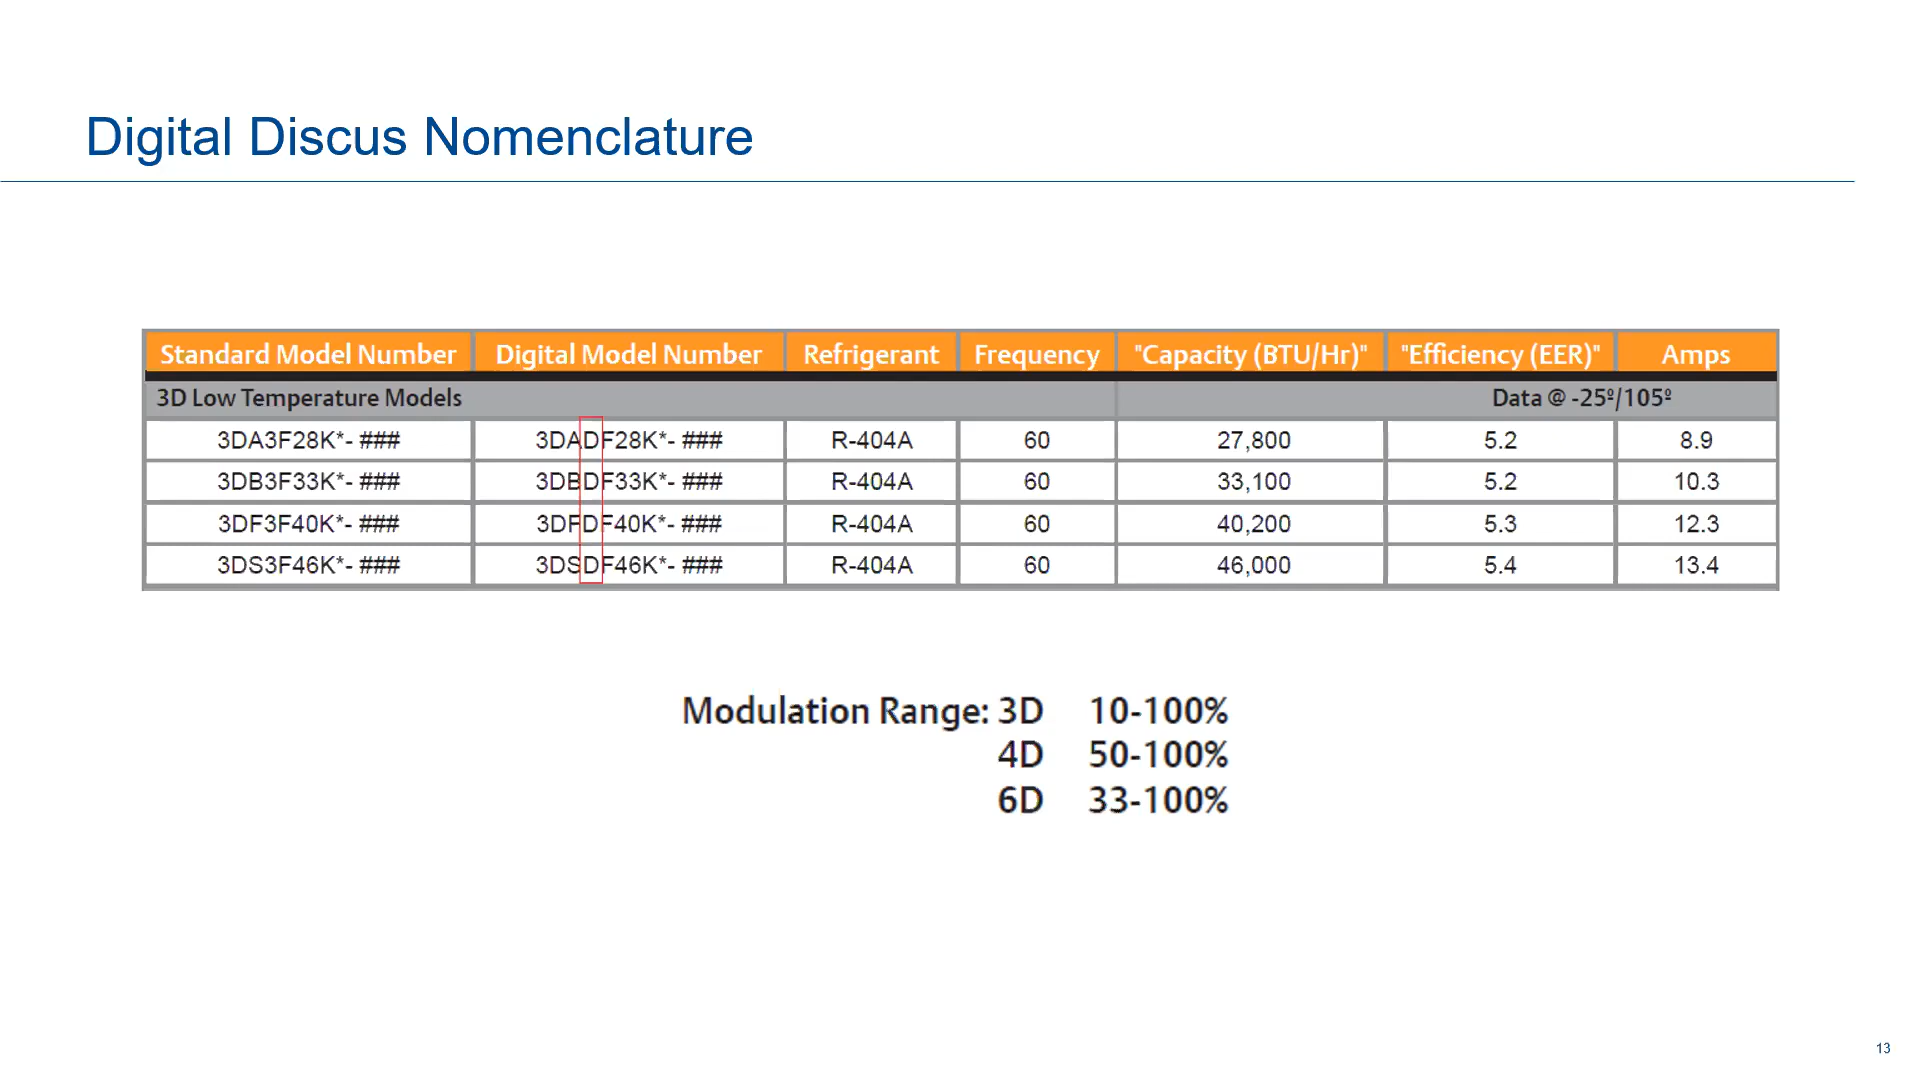 Digital Discus Nomenclature
Standard Model Number Digital Model Number Refrigerant Frequency "Capacity (BTU/Hr)" "Efficiency (EER)" Amps
3D Low Temperature Models Data @ -25º/105º
3DA3F28K*- ### 3DADF28K*- ### R-404A 60 27,800 5.2 8.9
3DB3F33K*- ### 3DBDF33K*- ### R-404A 60 33,100 5.2 10.3
3DF3F40K*- ### 3DFDF40K*- ### R-404A 60 40,200 5.3 12.3
3DS3F46K*- ### 3DSDF46K*- ### R-404A 60 46,000 5.4 13.4
Modulation Range: 3D 10-100%
4D 50-100%
6D 33-100%
13